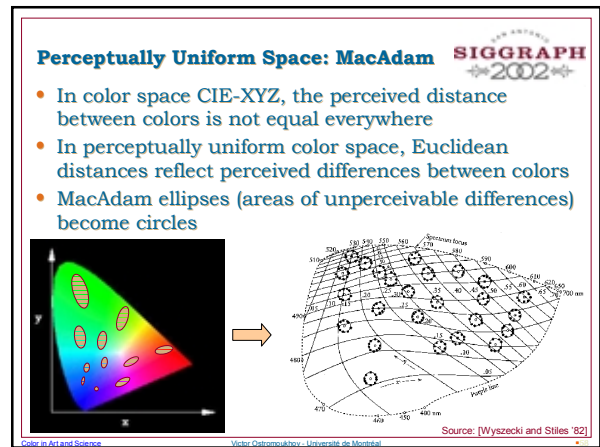 SAN ANTONIO
SIGGRAPH
2002
Perceptually Uniform Space: MacAdam
• In color space CIE-XYZ, the perceived distance
between colors is not equal everywhere
• In perceptually uniform color space, Euclidean
distances reflect perceived differences between colors
• MacAdam ellipses (areas of unperceivable differences)
become circles
y
x
Spectrum locus
520 530 540 550 .560 570 580 590 600 610 620
510
700 nm
480
470
450
400 nm
Purple line
Source: [Wyszecki and Stiles '82]
Color in Art and Science
Victor Ostromoukhov - Université de Montréal